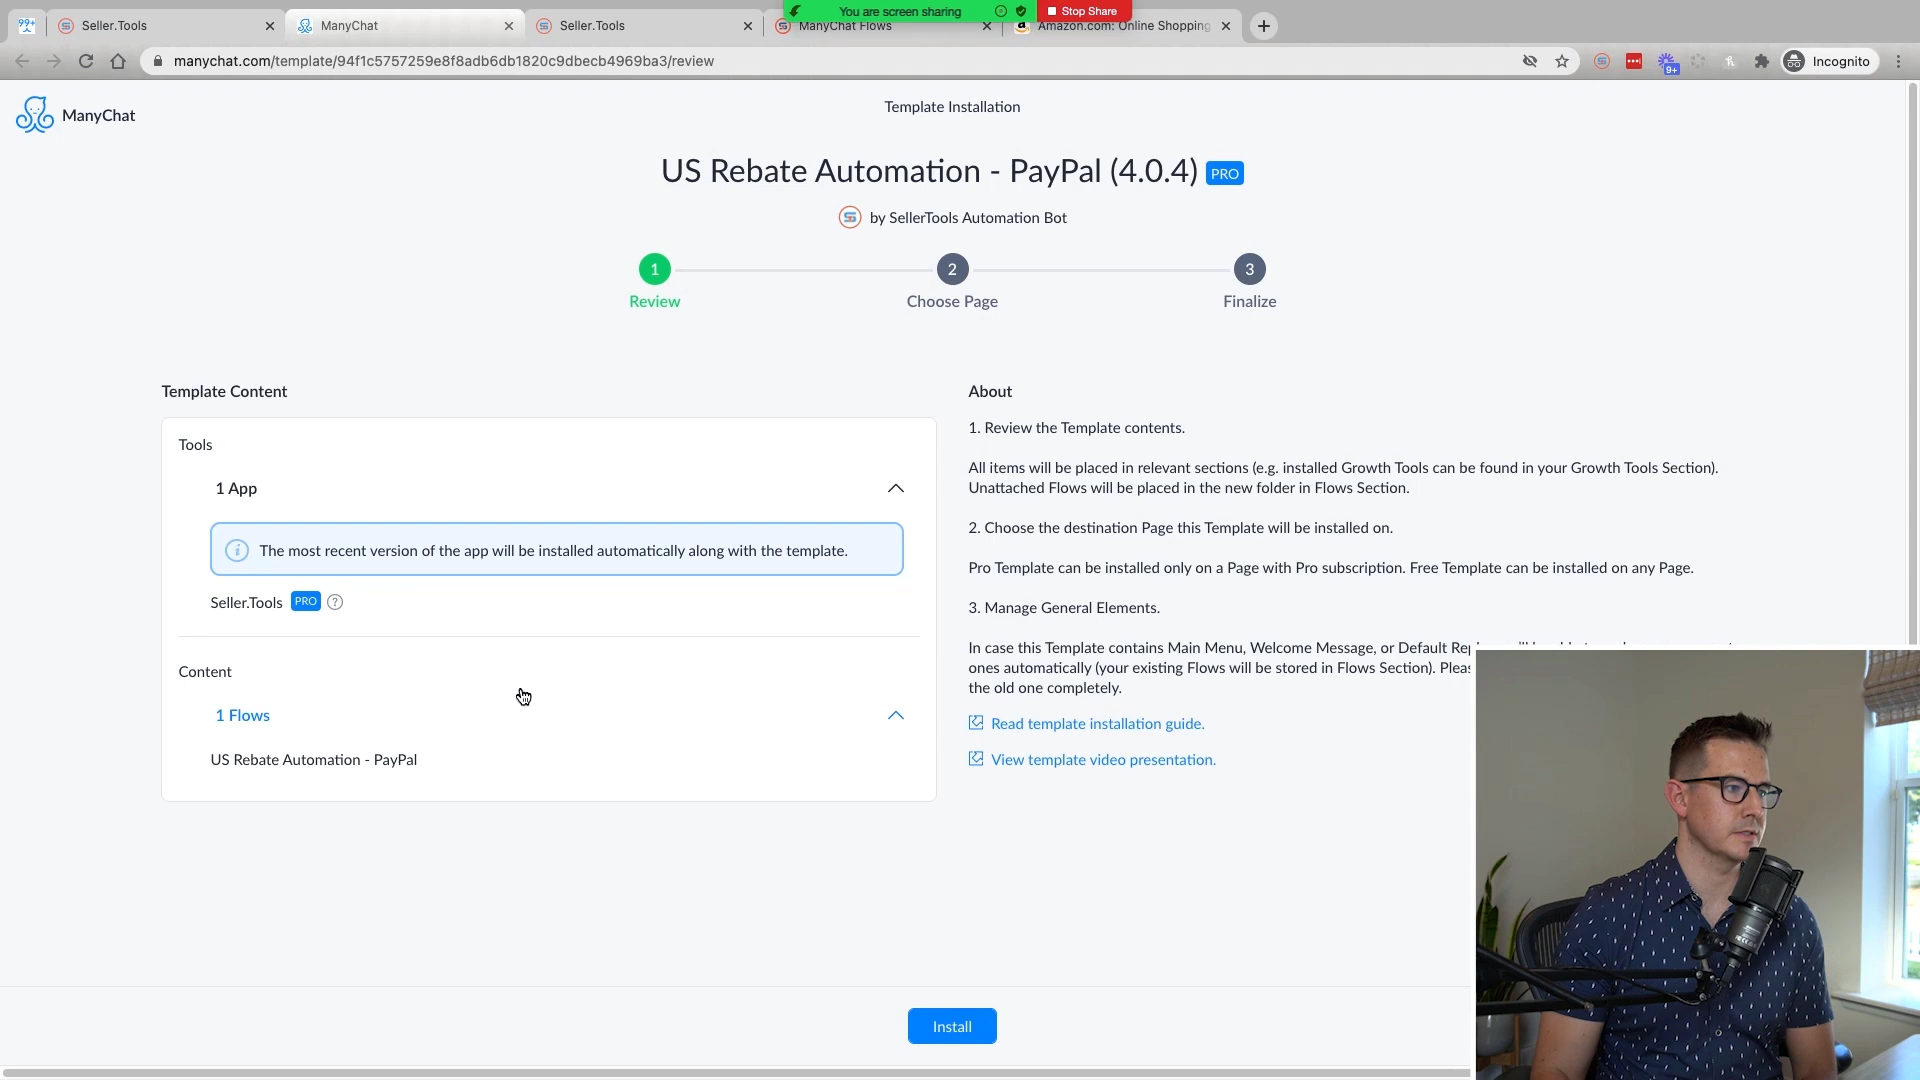 99+
Seller.Tools
ManyChat
Seller.Tools
ManyChat Flows
Amazon.com: Online Shopping
You are screen sharing
Stop Share
manychat.com/template/94f1c5757259e8f8adb6db1820c9dbecb4969ba3/review
9+
Incognito
ManyChat
Template Installation
US Rebate Automation - PayPal (4.0.4) PRO
by SellerTools Automation Bot
1
2
3
Review
Choose Page
Finalize
Template Content
Tools
1 App
The most recent version of the app will be installed automatically along with the template.
Seller.Tools PRO ?
Content
1 Flows
US Rebate Automation - PayPal
About
1. Review the Template contents.
All items will be placed in relevant sections (e.g. installed Growth Tools can be found in your Growth Tools Section).
Unattached Flows will be placed in the new folder in Flows Section.
2. Choose the destination Page this Template will be installed on.
Pro Template can be installed only on a Page with Pro subscription. Free Template can be installed on any Page.
3. Manage General Elements.
In case this Template contains Main Menu, Welcome Message, or Default
ones automatically (your existing Flows will be stored in Flows Section).
the old one completely.
Read template installation guide.
View template video presentation.
Install